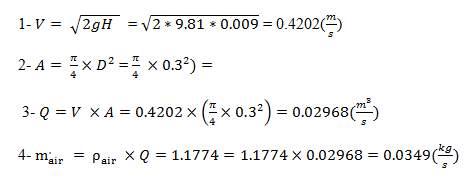 1- V = √2gH = √2 * 9.81 * 0.009 = 0.4202(m/s)
2- A = π/4 × D² = π/4 × 0.3²) =
3- Q = V × A = 0.4202 × (π/4 × 0.3²) = 0.02968(m³/s)
4- ṁair = ρair × Q = 1.1774 = 1.1774 × 0.02968 = 0.0349(kg/s)